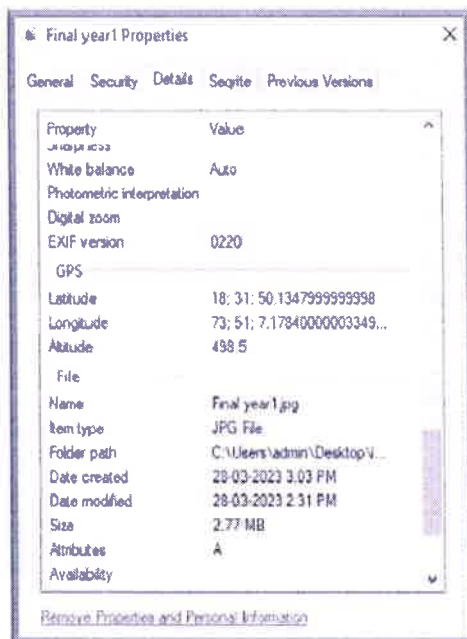 Final year1 Properties
General Security Details Seqrite Previous Versions
Property Value
Sharpness
White balance Auto
Photometric interpretation
Digital zoom
EXIF version 0220
GPS
Latitude 18; 31; 50.1347999999998
Longitude 73; 51; 7.17840000003349...
Altitude 498.5
File
Name Final year1.jpg
Item type JPG File
Folder path C:\Users\admin\Desktop\...
Date created 28-03-2023 3.03 PM
Date modified 28-03-2023 2.31 PM
Size 2.77 MB
Attributes A
Availability
Remove Properties and Personal Information